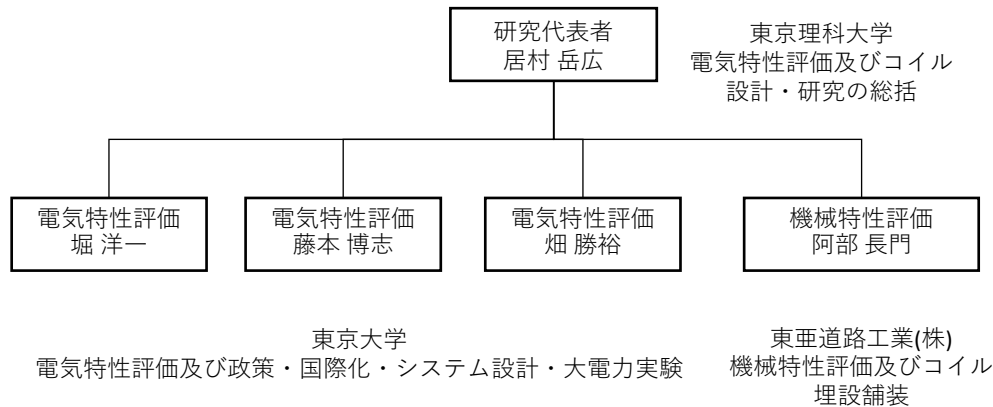 研究代表者
居村 岳広
東京理科大学
電気特性評価及びコイル
設計・研究の総括
電気特性評価
堀 洋一
電気特性評価
藤本 博志
電気特性評価
畑 勝裕
機械特性評価
阿部 長門
東京大学
電気特性評価及び政策・国際化・システム設計・大電力実験
東亜道路工業(株)
機械特性評価及びコイル
埋設舗装